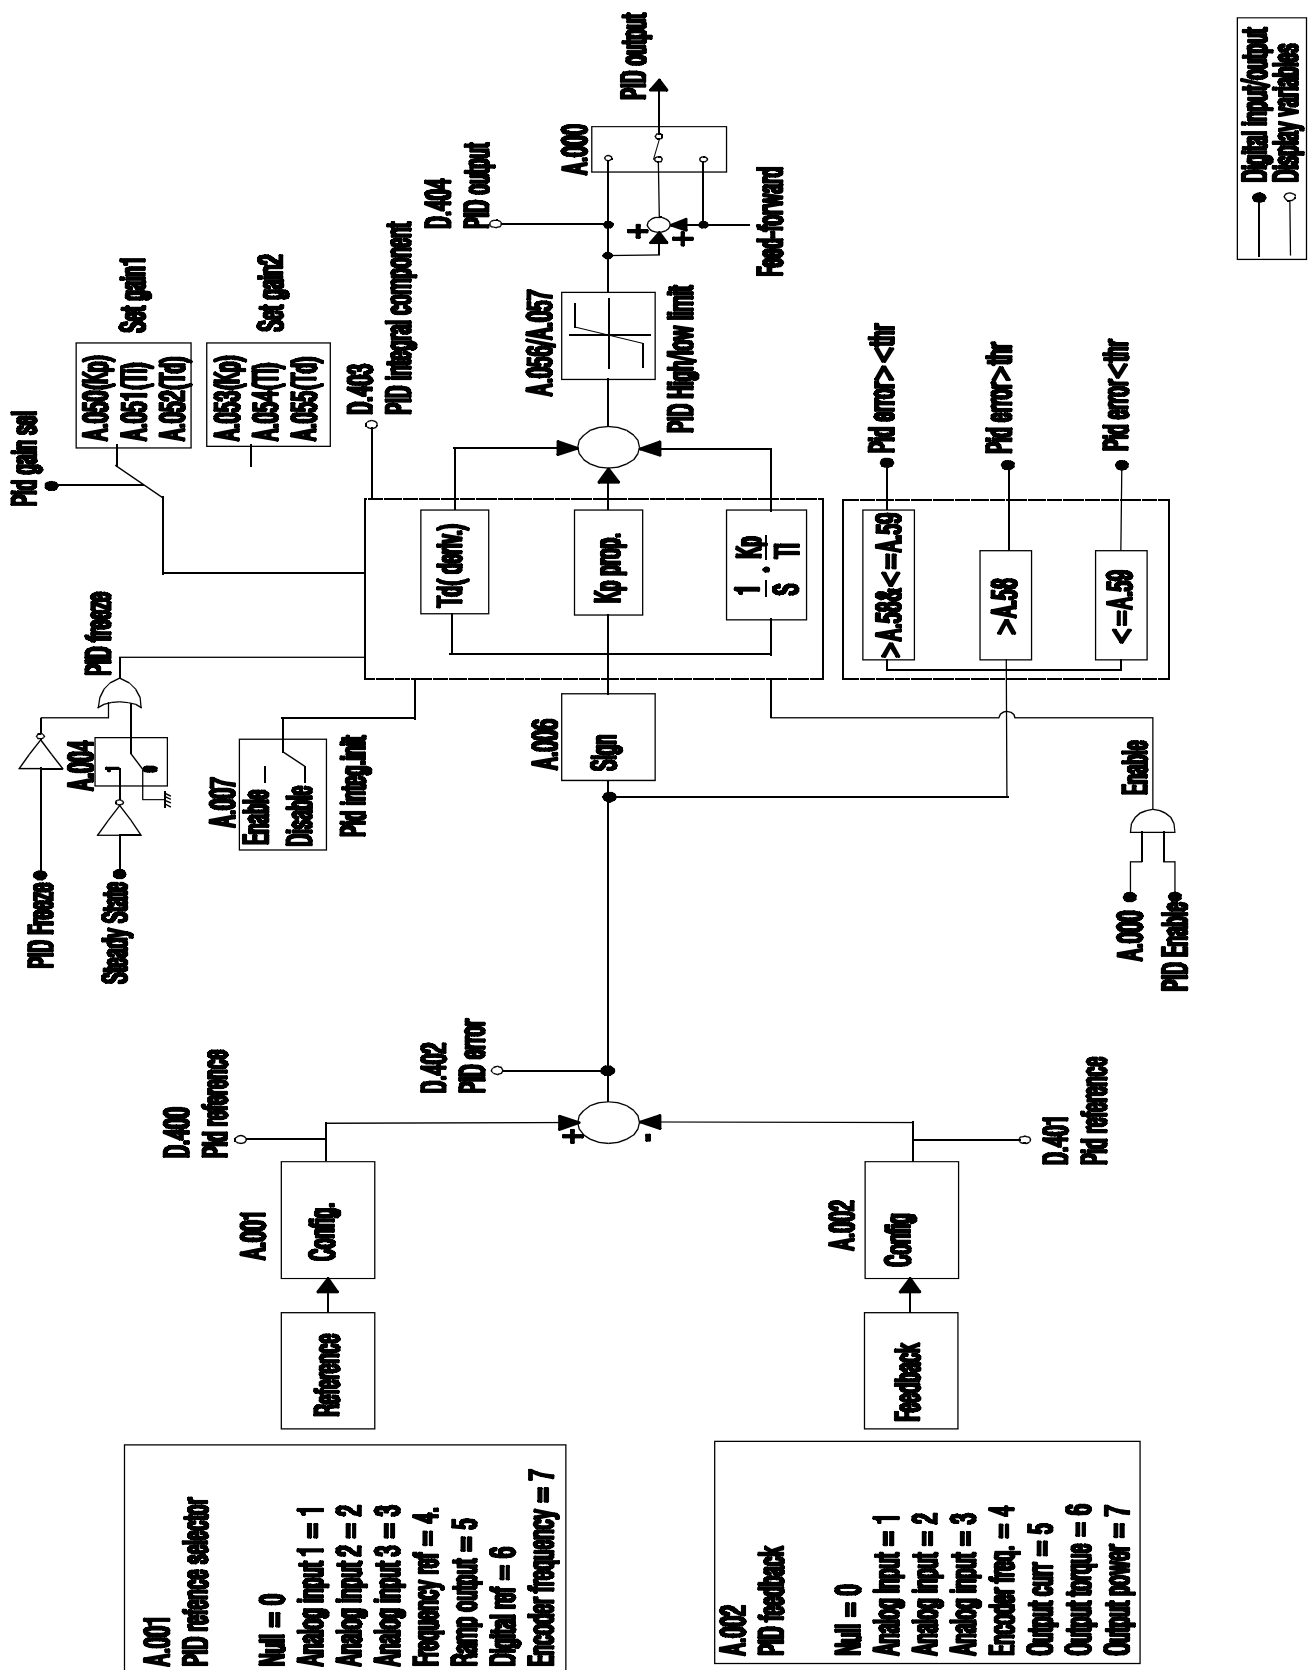 Digital input/output
Display variables
PID output
A.000
Feed-forward
D.404
PID output
A.056/A.057
PID High/low limit
Pid gain sel
A.050(Kp)
A.051(TI)
A.052(Td)
Set gain1
A.053(Kp)
A.054(TI)
A.055(Td)
Set gain2
D.403
PID integral component
Td( deriv.)
Kp prop.
1 . Kp
S TI
>A.58&<=A.59
>A.58
<=A.59
Pid error><thr
Pid error>thr
Pid error<thr
PID freeze
A.004
1
0
PID Freeze
Steady State
A.007
Enable
Disable
Pid integ.init
A.006
Sign
Enable
A.000
PID Enable
D.402
PID error
D.400
Pid reference
+
-
+
+
D.401
Pid reference
A.001
Config.
Reference
A.002
Config
Feedback
A.001
PID refence selector
Null = 0
Analog input 1 = 1
Analog input 2 = 2
Analog input 3 = 3
Frequency ref = 4.
Ramp output = 5
Digital ref = 6
Encoder frequency = 7
A.002
PID feedback
Null = 0
Analog input = 1
Analog input = 2
Analog input = 3
Encoder freq. = 4
Output curr = 5
Output torque = 6
Output power = 7